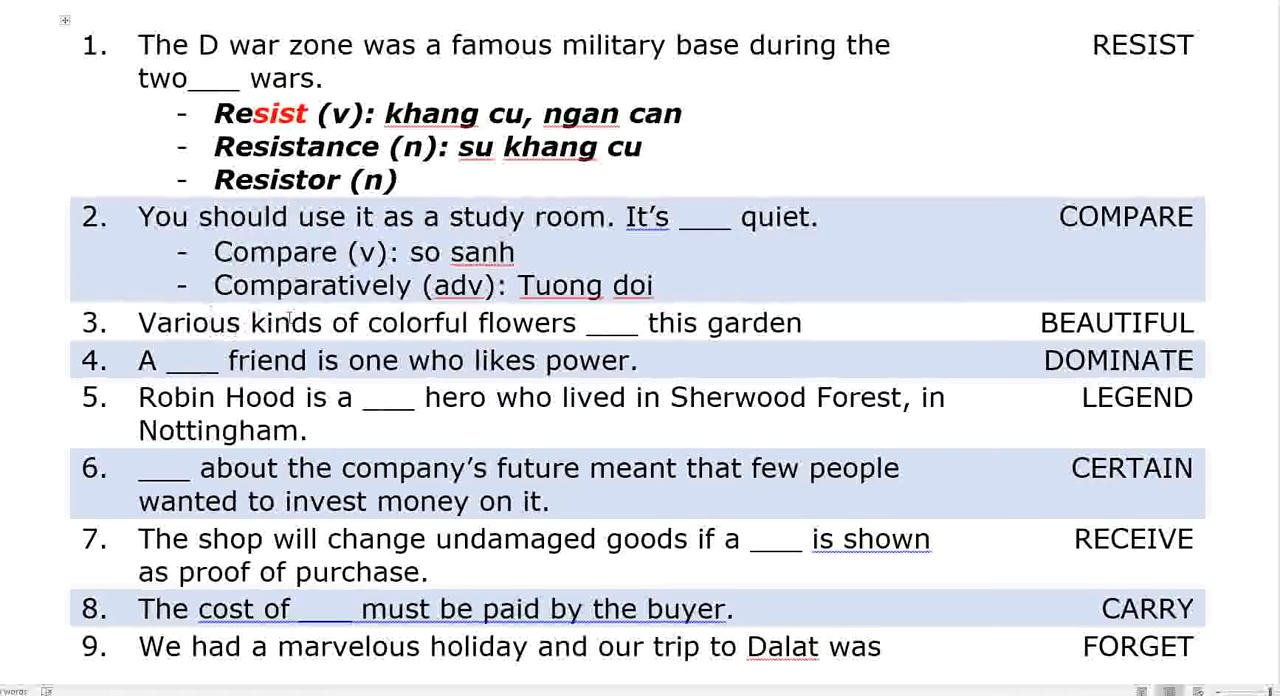 1. The D war zone was a famous military base during the RESIST
two___ wars.
- Resist (v): khang cu, ngan can
- Resistance (n): su khang cu
- Resistor (n)
2. You should use it as a study room. It’s ___ quiet. COMPARE
- Compare (v): so sanh
- Comparatively (adv): Tuong doi
3. Various kinds of colorful flowers ___ this garden BEAUTIFUL
4. A ___ friend is one who likes power. DOMINATE
5. Robin Hood is a ___ hero who lived in Sherwood Forest, in LEGEND
Nottingham.
6. ___ about the company’s future meant that few people CERTAIN
wanted to invest money on it.
7. The shop will change undamaged goods if a ___ is shown RECEIVE
as proof of purchase.
8. The cost of ___ must be paid by the buyer. CARRY
9. We had a marvelous holiday and our trip to Dalat was FORGET
words